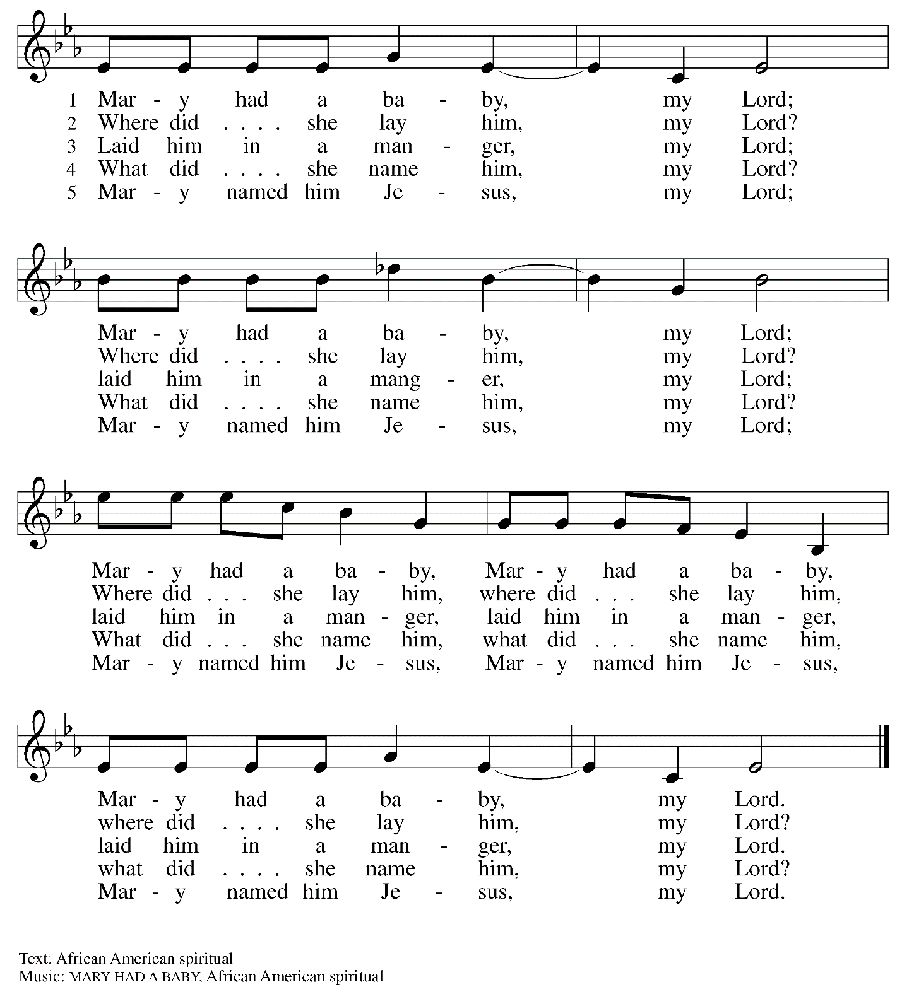 1 Mar - y had a ba - by, my Lord;
2 Where did . . . . she lay him, my Lord?
3 Laid him in a man - ger, my Lord;
4 What did . . . . she name him, my Lord?
5 Mar - y named him Je - sus, my Lord;
Mar - y had a ba - by, my Lord;
Where did . . . . she lay him, my Lord?
laid him in a mang - er, my Lord;
What did . . . . she name him, my Lord?
Mar - y named him Je - sus, my Lord;
Mar - y had a ba - by, Mar - y had a ba - by,
Where did . . . she lay him, where did . . . she lay him,
laid him in a man - ger, laid him in a man - ger,
What did . . . she name him, what did . . . she name him,
Mar - y named him Je - sus, Mar - y named him Je - sus,
Mar - y had a ba - by, my Lord.
where did . . . . she lay him, my Lord?
laid him in a man - ger, my Lord.
what did . . . . she name him, my Lord?
Mar - y named him Je - sus, my Lord.
Text: African American spiritual
Music: MARY HAD A BABY, African American spiritual